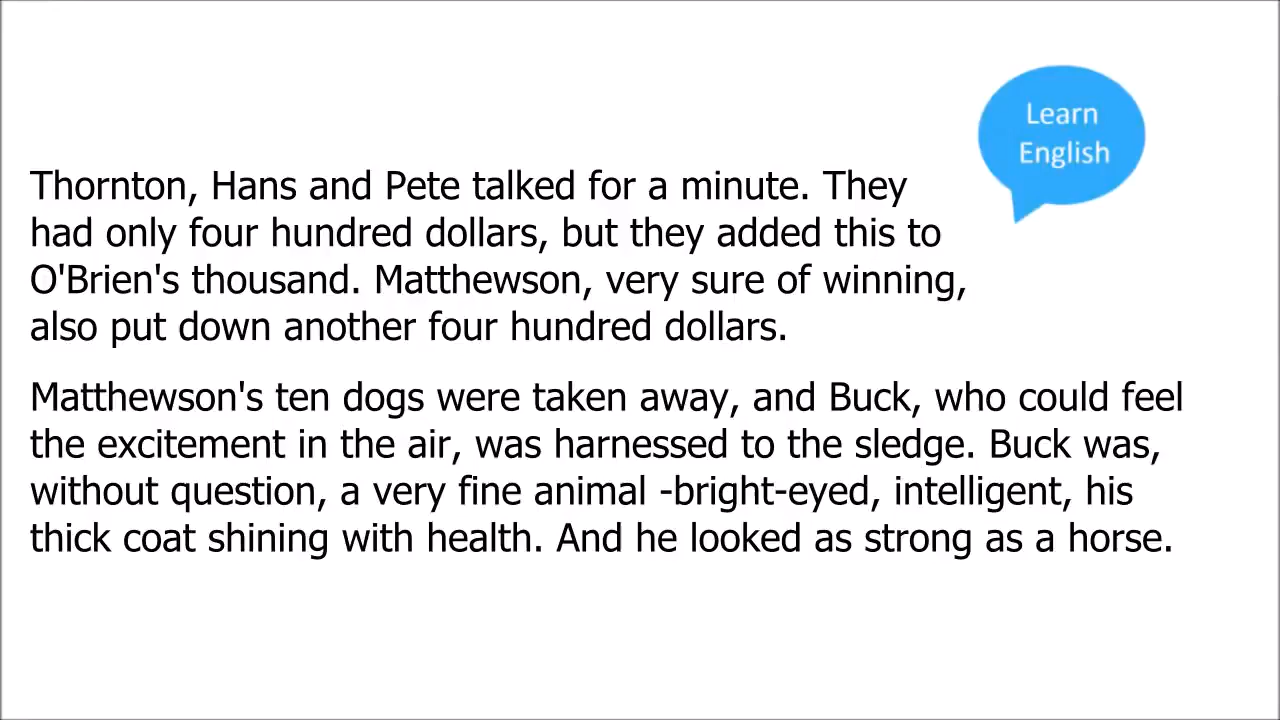 Learn
English
Thornton, Hans and Pete talked for a minute. They
had only four hundred dollars, but they added this to
O'Brien's thousand. Matthewson, very sure of winning,
also put down another four hundred dollars.
Matthewson's ten dogs were taken away, and Buck, who could feel
the excitement in the air, was harnessed to the sledge. Buck was,
without question, a very fine animal -bright-eyed, intelligent, his
thick coat shining with health. And he looked as strong as a horse.